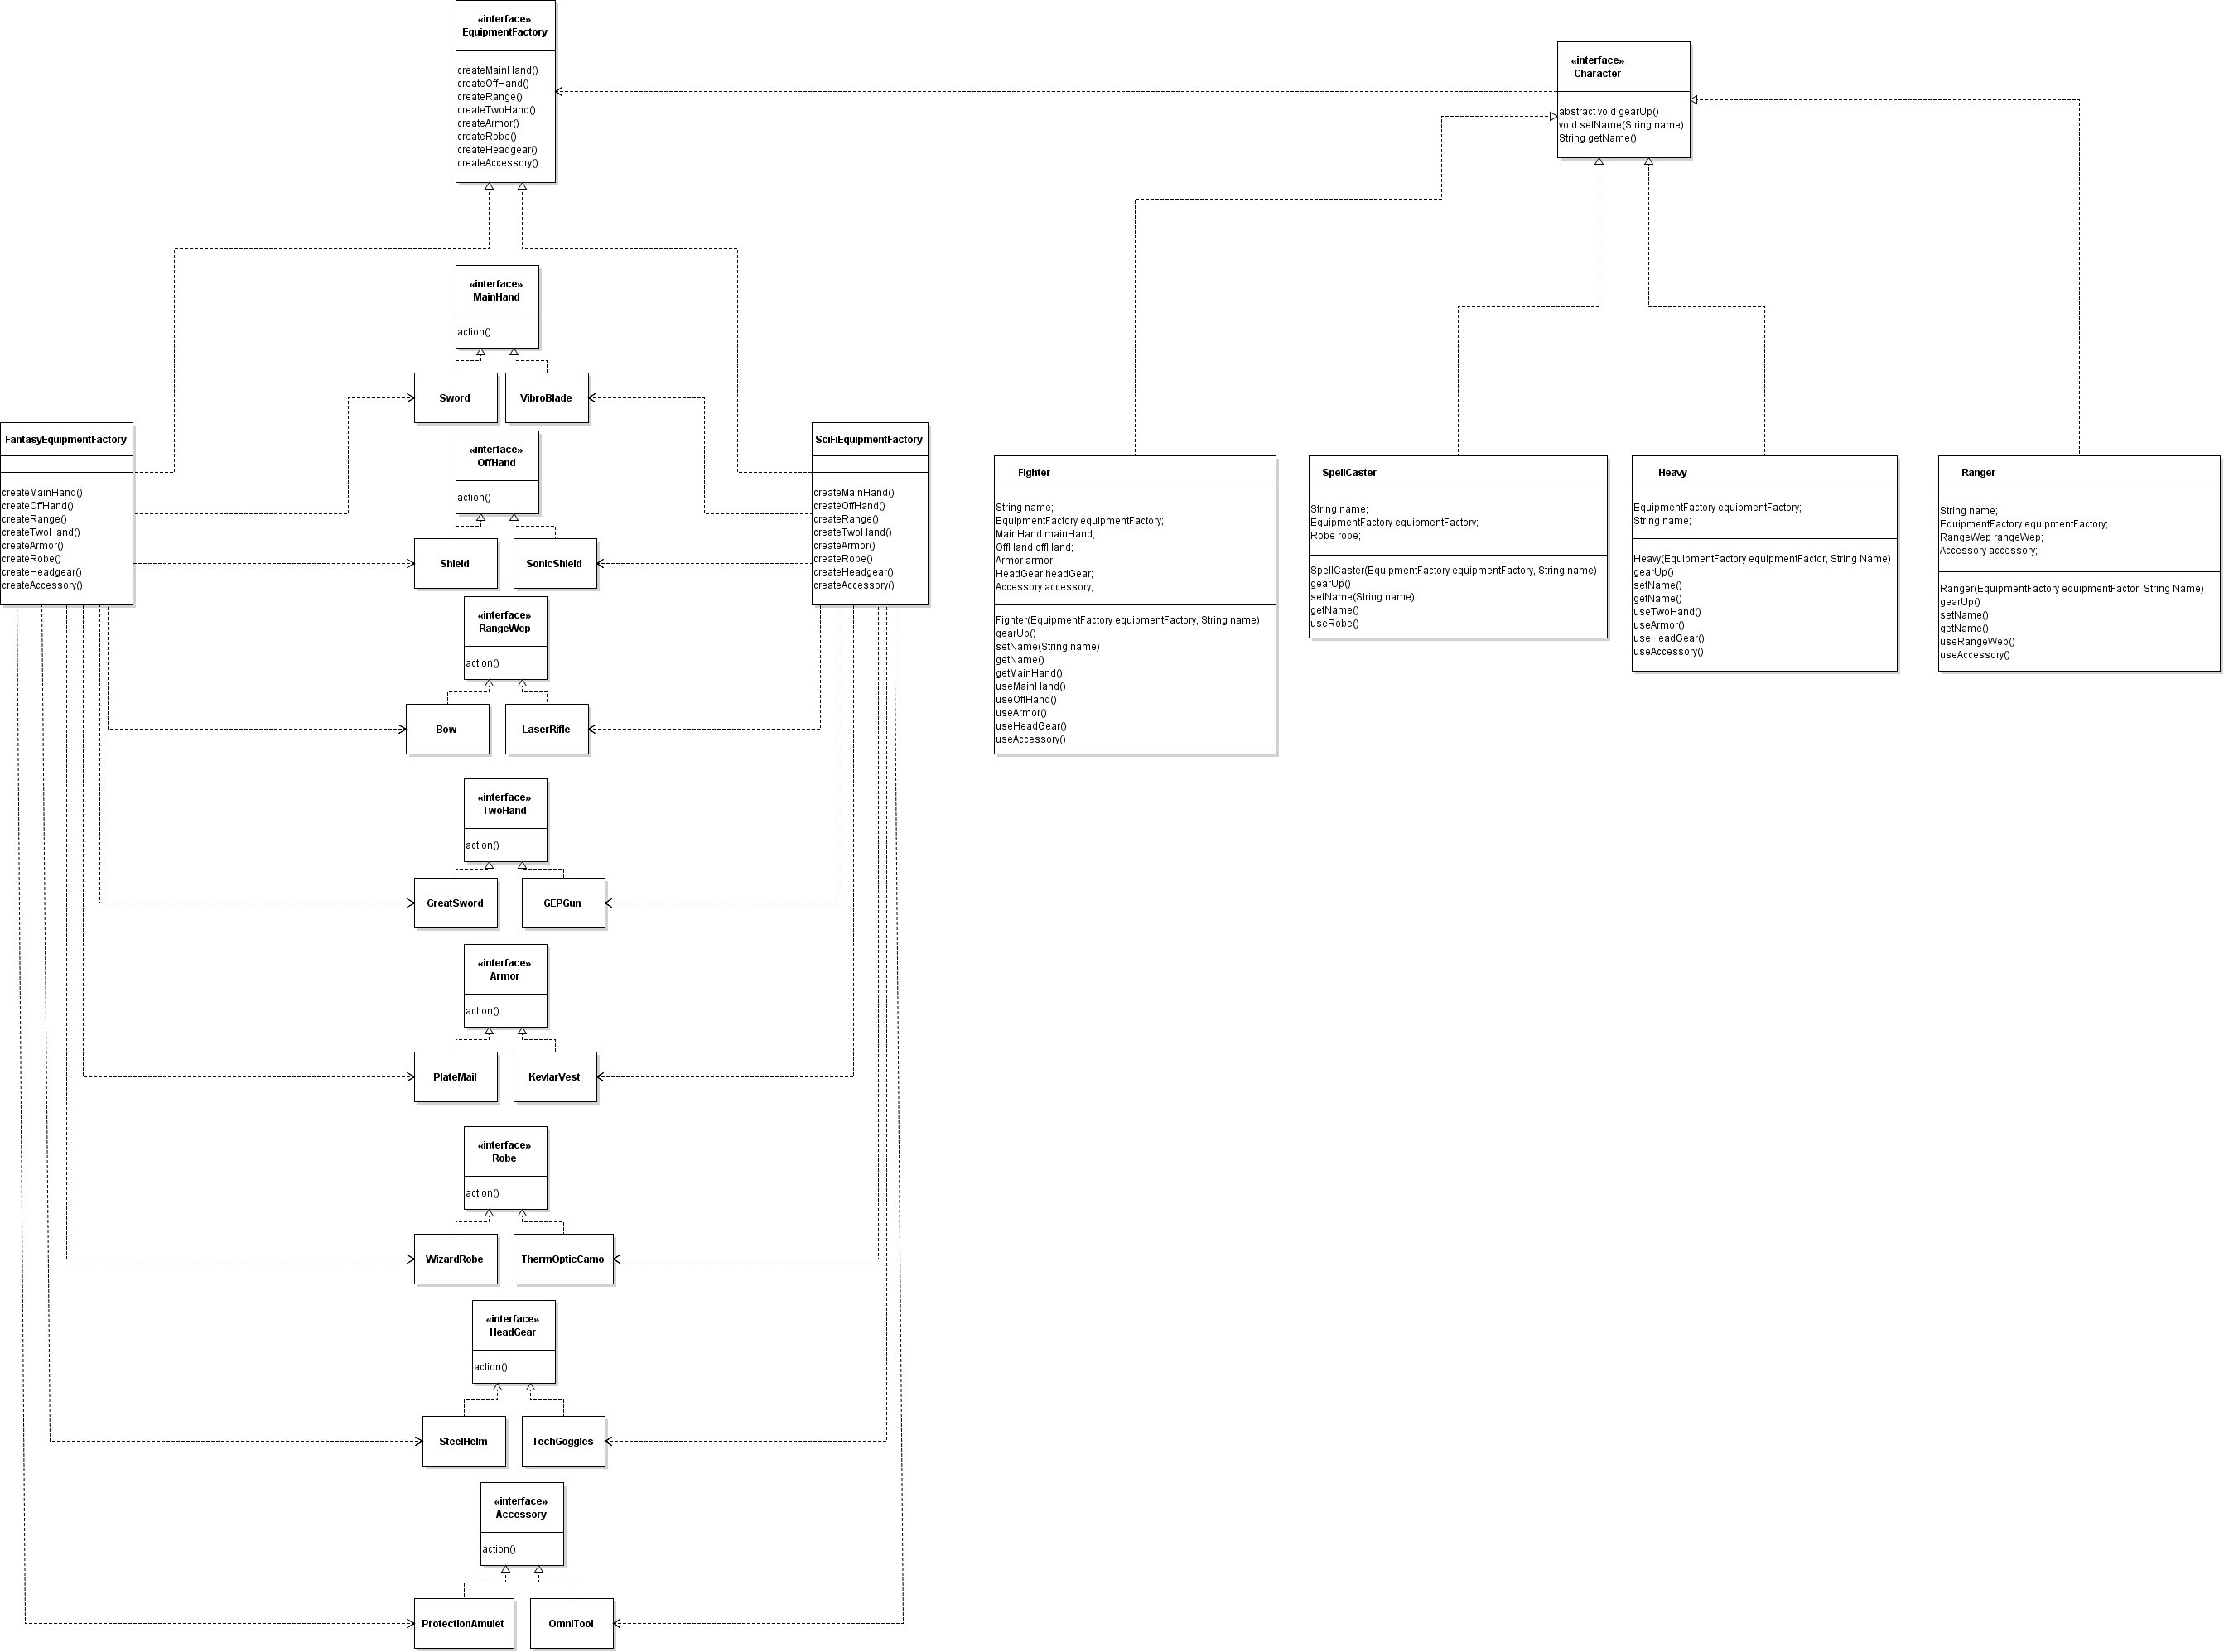 «interface»
EquipmentFactory
createMainHand()
createOffHand()
createRange()
createTwoHand()
createArmor()
createRobe()
createHeadgear()
createAccessory()
«interface»
Character
abstract void gearUp()
void setName(String name)
String getName()
«interface»
MainHand
action()
Sword
VibroBlade
FantasyEquipmentFactory
createMainHand()
createOffHand()
createRange()
createTwoHand()
createArmor()
createRobe()
createHeadgear()
createAccessory()
«interface»
OffHand
action()
Shield
SonicShield
SciFiEquipmentFactory
createMainHand()
createOffHand()
createRange()
createTwoHand()
createArmor()
createRobe()
createHeadgear()
createAccessory()
«interface»
RangeWep
action()
Bow
LaserRifle
«interface»
TwoHand
action()
GreatSword
GEPGun
«interface»
Armor
action()
PlateMail
KevlarVest
«interface»
Robe
action()
WizardRobe
ThermOpticCamo
«interface»
HeadGear
action()
SteelHelm
TechGoggles
«interface»
Accessory
action()
ProtectionAmulet
OmniTool
Fighter
String name;
EquipmentFactory equipmentFactory;
MainHand mainHand;
OffHand offHand;
Armor armor;
HeadGear headGear;
Accessory accessory;
Fighter(EquipmentFactory equipmentFactory, String name)
gearUp()
setName(String name)
getName()
getMainHand()
useMainHand()
useOffHand()
useArmor()
useHeadGear()
useAccessory()
SpellCaster
String name;
EquipmentFactory equipmentFactory;
Robe robe;
SpellCaster(EquipmentFactory equipmentFactory, String name)
gearUp()
setName(String name)
getName()
useRobe()
Heavy
EquipmentFactory equipmentFactory;
String name;
Heavy(EquipmentFactory equipmentFactor, String Name)
gearUp()
setName()
getName()
useTwoHand()
useArmor()
useHeadGear()
useAccessory()
Ranger
String name;
EquipmentFactory equipmentFactory;
RangeWep rangeWep;
Accessory accessory;
Ranger(EquipmentFactory equipmentFactor, String Name)
gearUp()
setName()
getName()
useRangeWep()
useAccessory()